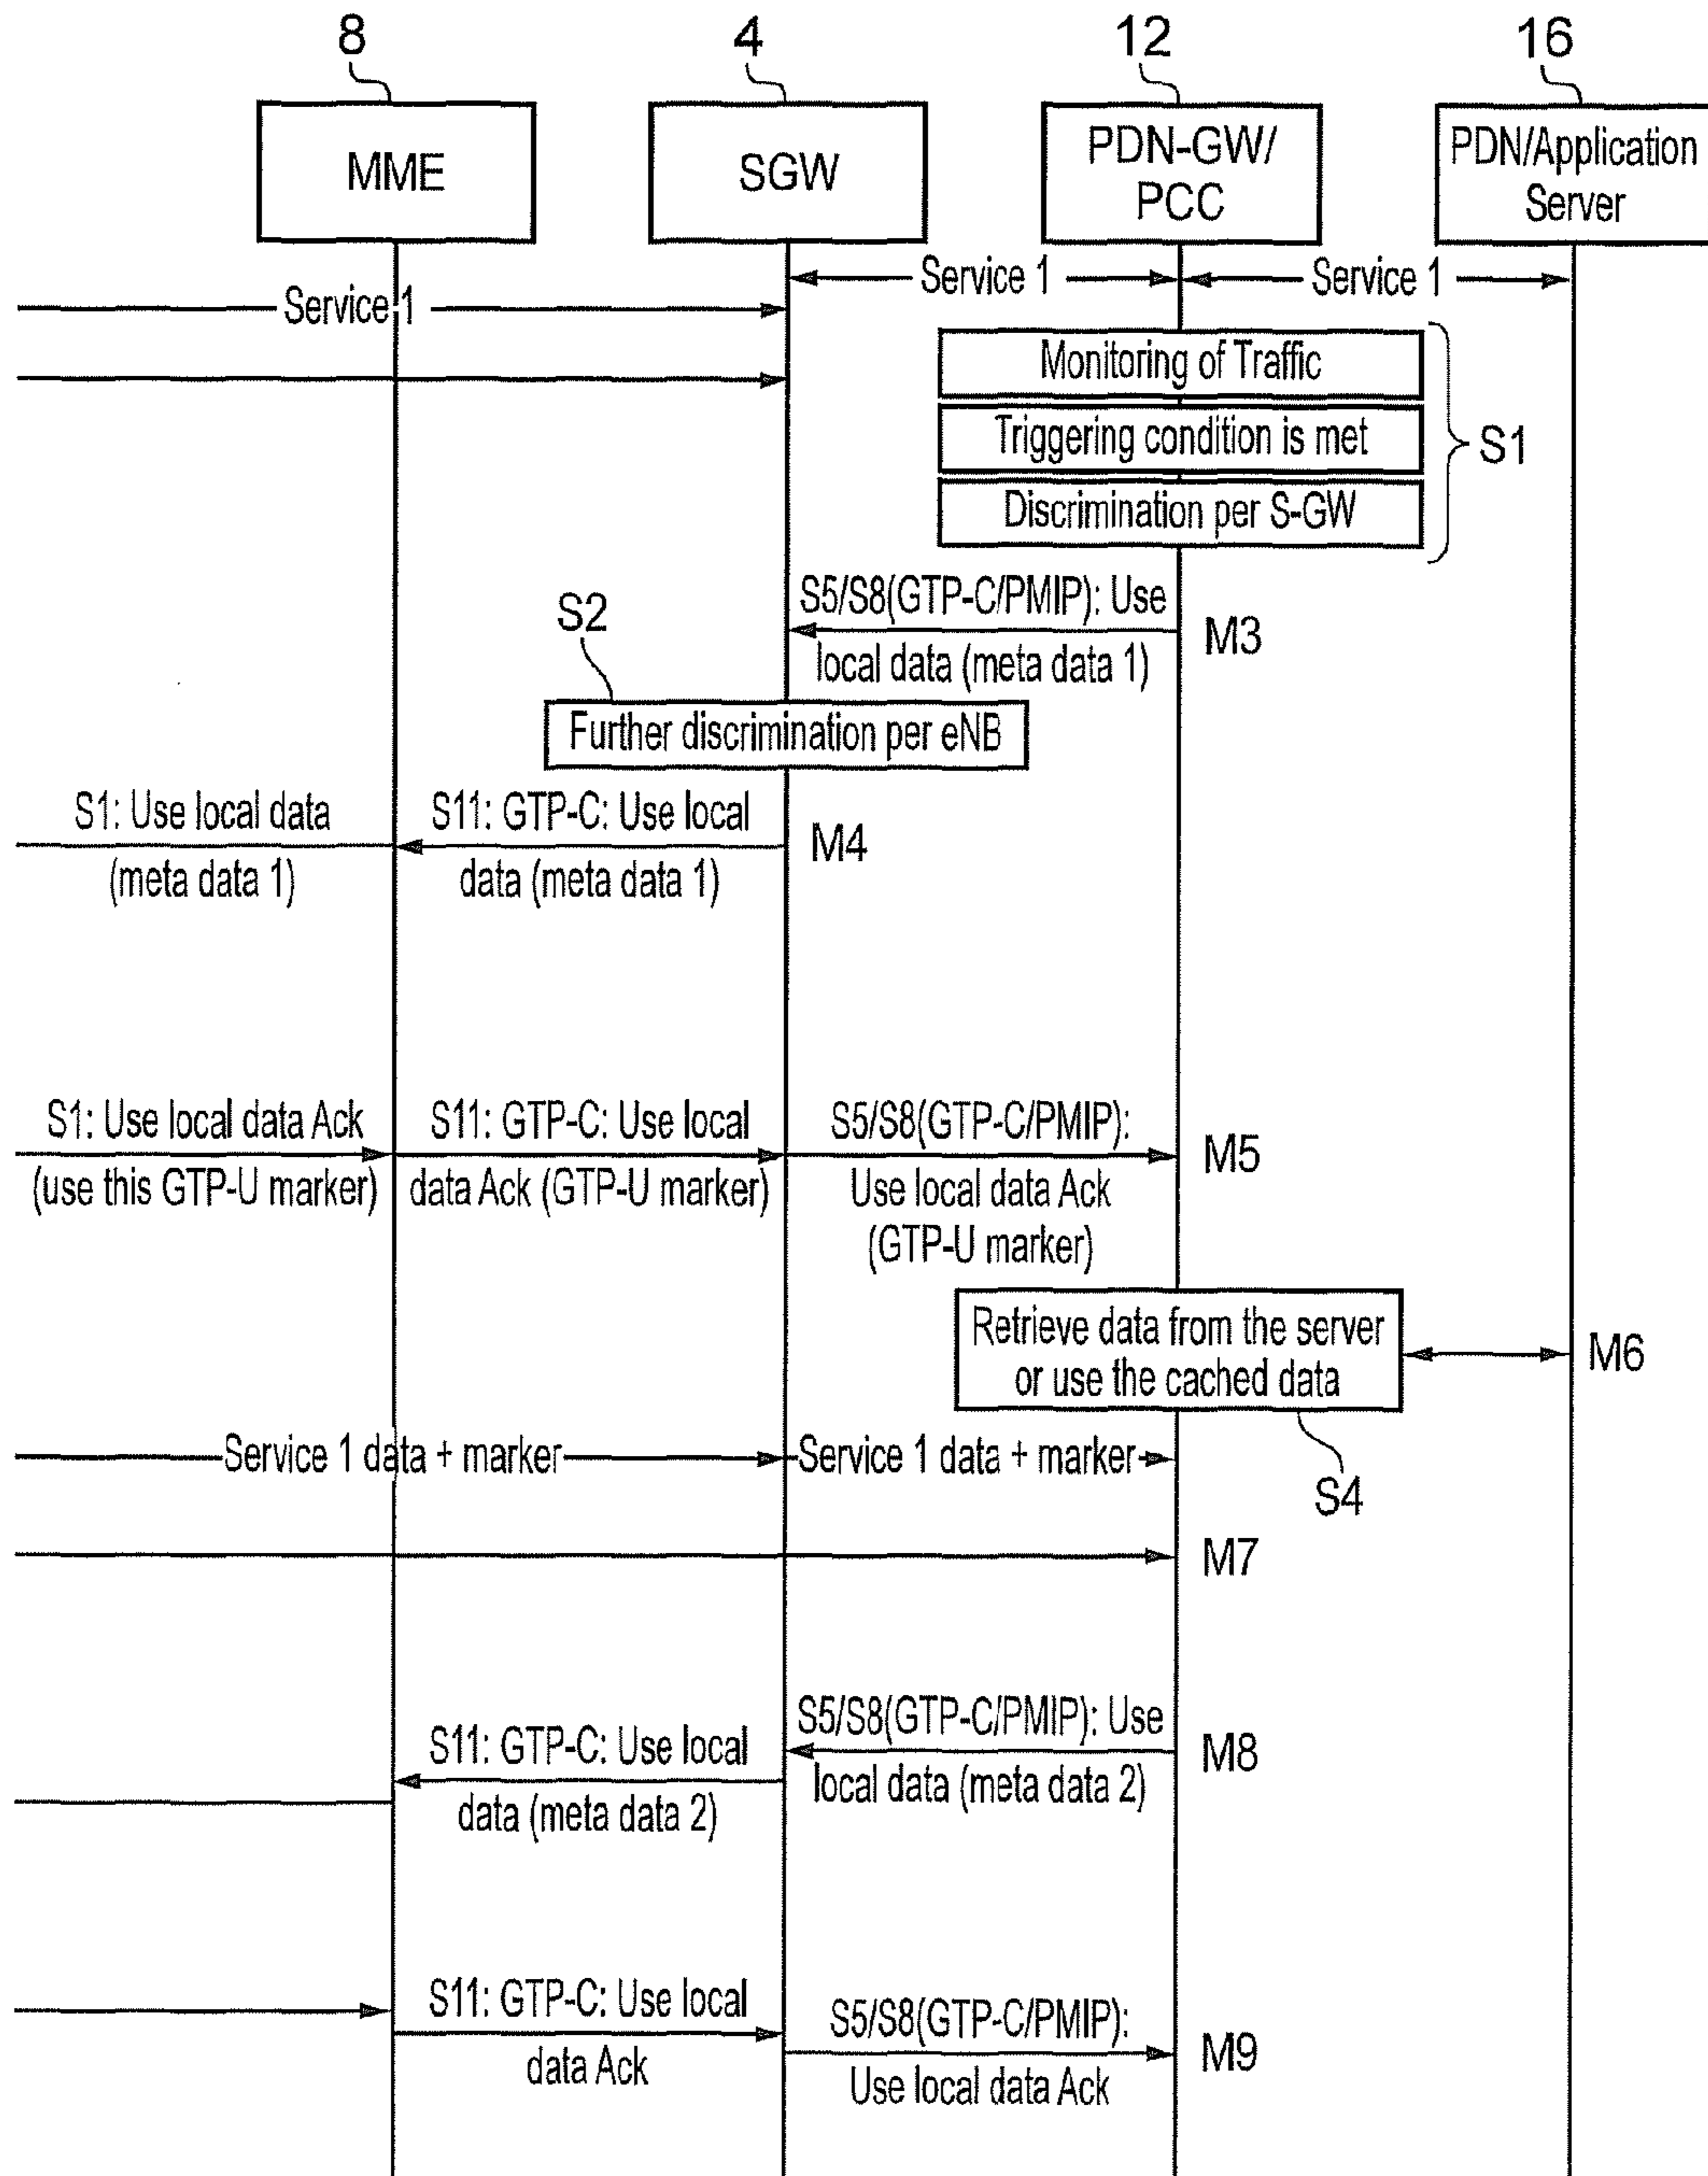 8
4
12
16
MME
SGW
PDN-GW/
PCC
PDN/Application
Server
Service 1
Service 1
Service 1
Monitoring of Traffic
Triggering condition is met
Discrimination per S-GW
S1
S5/S8(GTP-C/PMIP): Use
local data (meta data 1)
M3
S2
Further discrimination per eNB
S1: Use local data
(meta data 1)
S11: GTP-C: Use local
data (meta data 1)
M4
S1: Use local data Ack
(use this GTP-U marker)
S11: GTP-C: Use local
data Ack (GTP-U marker)
S5/S8(GTP-C/PMIP):
Use local data Ack
(GTP-U marker)
M5
Retrieve data from the server
or use the cached data
M6
S4
Service 1 data + marker
Service 1 data + marker
M7
S5/S8(GTP-C/PMIP): Use
local data (meta data 2)
M8
S11: GTP-C: Use local
data (meta data 2)
S11: GTP-C: Use local
data Ack
S5/S8(GTP-C/PMIP):
Use local data Ack
M9